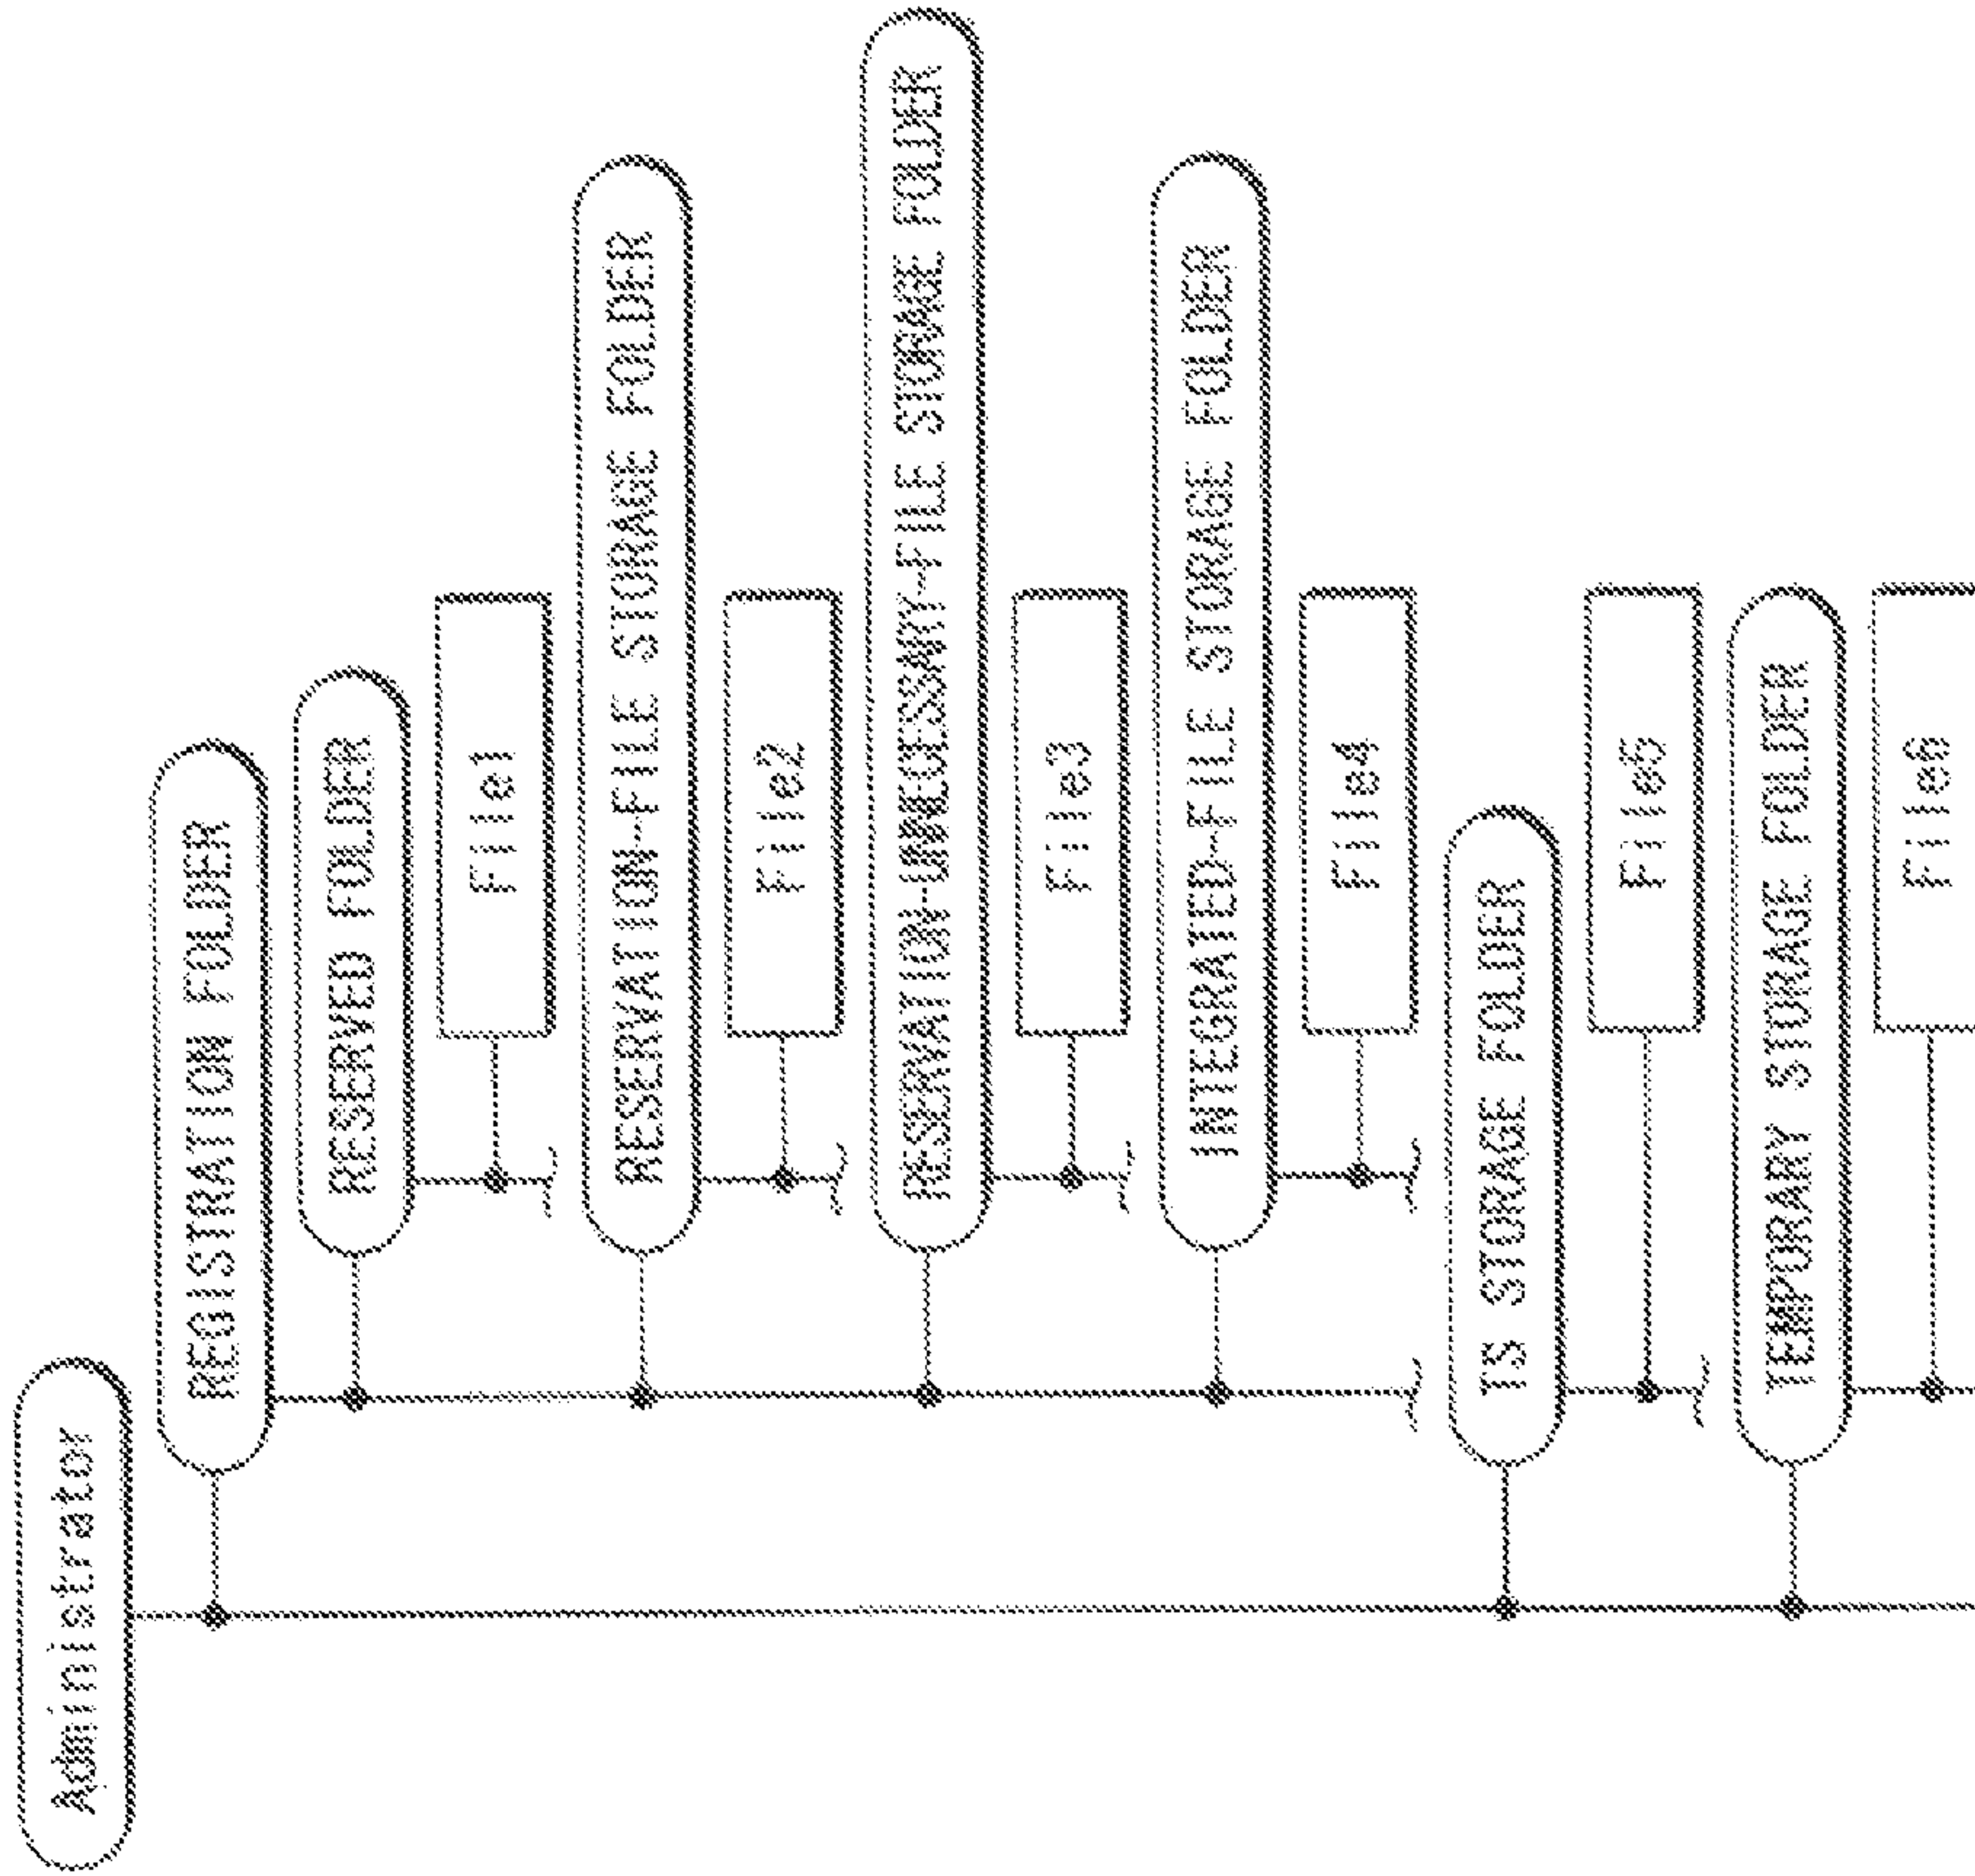 Administrator
REGISTRATION FOLDER
RESERVED FOLDER
File1
RESERVATION-FILE STORAGE FOLDER
File2
RESERVATION-UNNECESSARY-FILE STORAGE FOLDER
File3
INTEGRATED-FILE STORAGE FOLDER
File4
TS STORAGE FOLDER
File5
TEMPORARY STORAGE FOLDER
File6